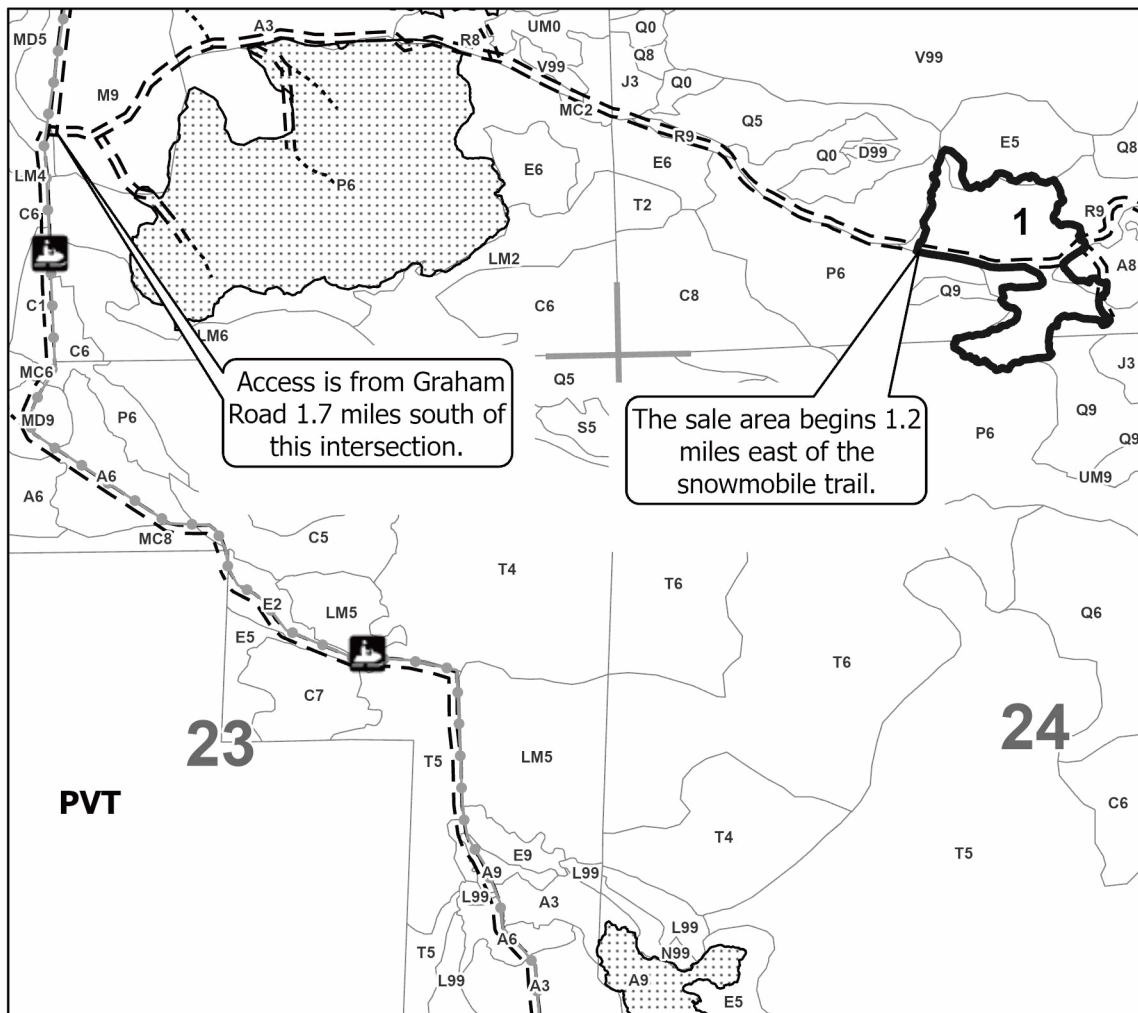 A3
UM0
Q0
MD5
R8
Q8
V99
V99
J3
Q0
M9
MC2
Q5
R9
E5
Q8
Q0
D99
LM4
E6
E6
P6
C6
T2
1
R9
LM2
A8
P6
C1
C6
C8
Q9
LM6
C6
MC6
J3
Access is from Graham
Road 1.7 miles south of
this intersection.
Q5
The sale area begins 1.2
miles east of the
snowmobile trail.
MD9
P6
S5
Q9
P6
Q9
A6
A6
UM9
MC8
C5
T4
T6
E2
LM5
Q6
E5
T6
C7
23
24
T5
LM5
PVT
C6
T4
E9
T5
A9
L99
L99
A3
L99
A6
T5
N99
L99
A9
A3
E5